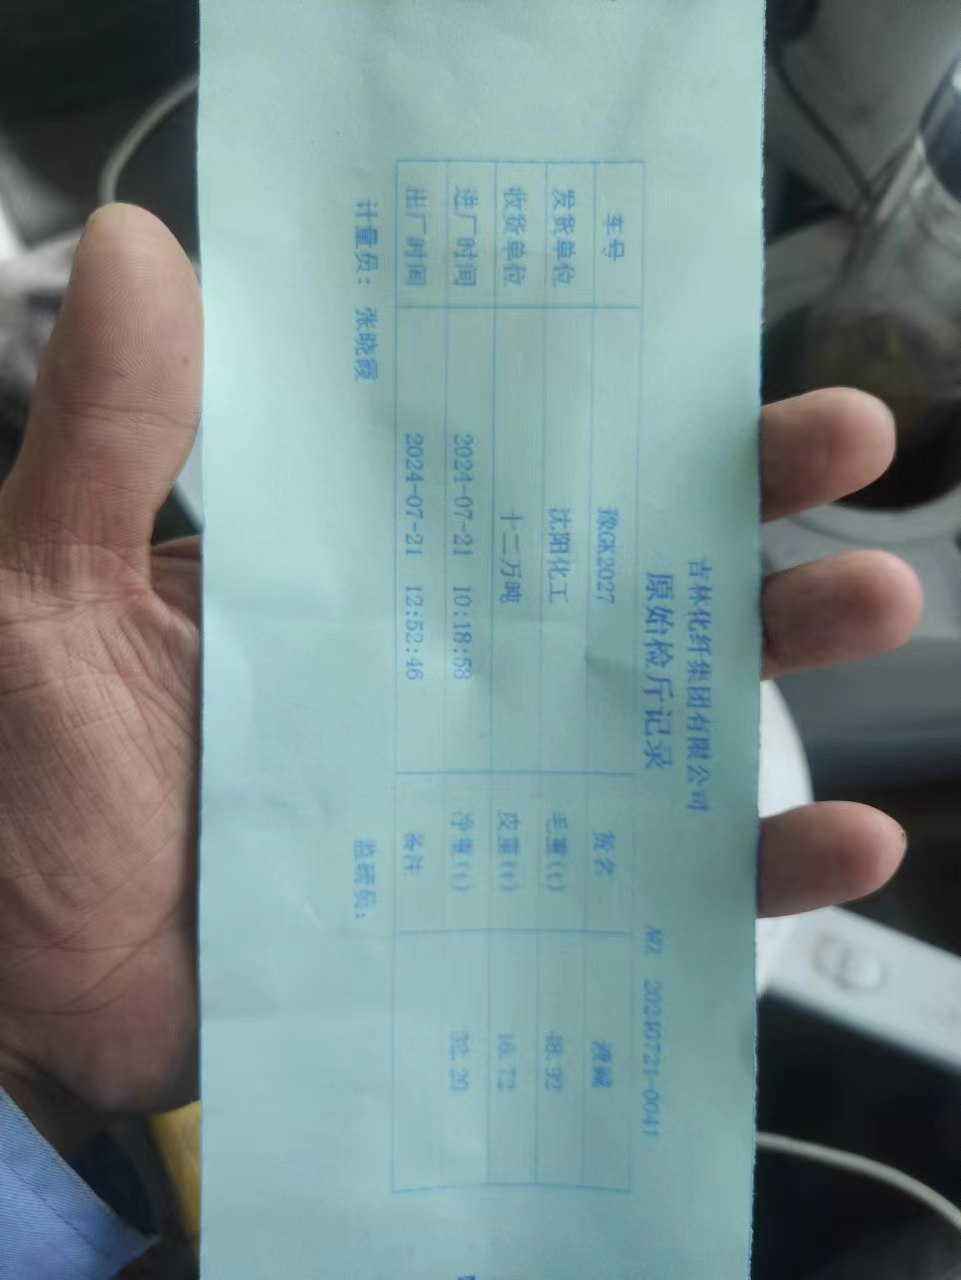 吉林化纤集团有限公司
原始检斤记录
NO. 20240721-0041
车号 豫GK2027 货名 液碱
发货单位 沈阳化工 毛重(t) 48.92
收货单位 十二万吨 皮重(t) 16.72
进厂时间 2024-07-21 10:18:58 净重(t) 32.20
出厂时间 2024-07-21 12:52:46 备注
计量员: 张晓霞 监磅员: